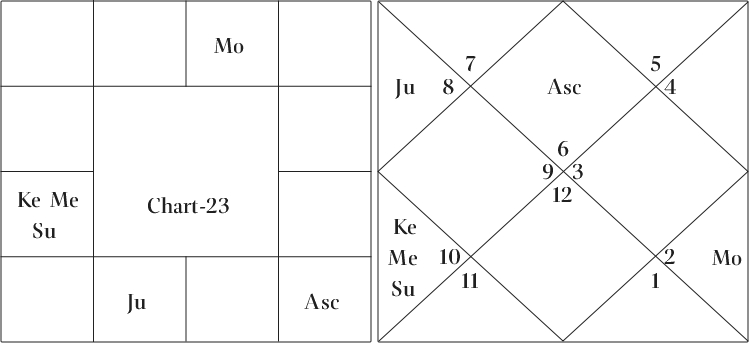 Mo
Ke Me
Su
Chart-23
Ju
Asc
7
5
Ju 8
Asc
4
6
9 3
12
Ke
Me 10
2 Mo
Su
11
1